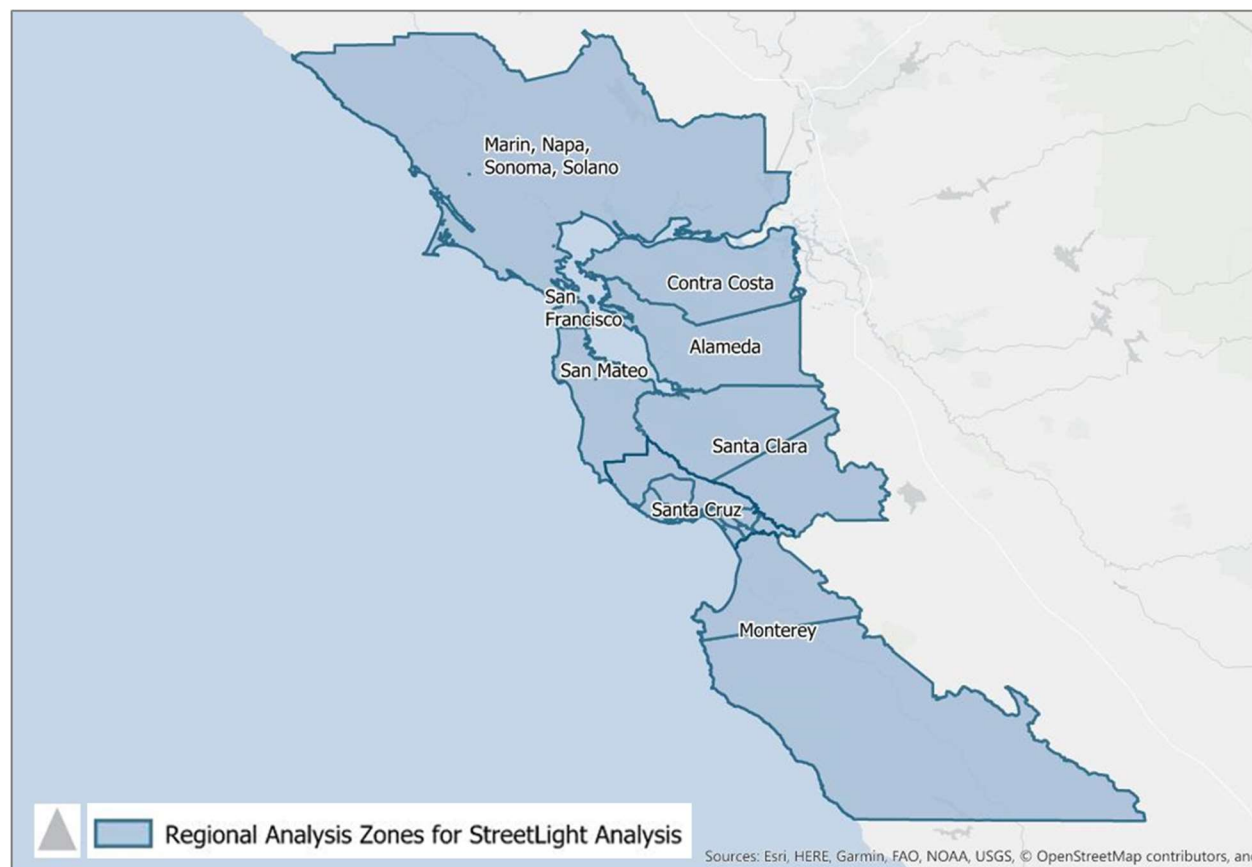 Marin, Napa,
Sonoma, Solano
Contra Costa
San
Francisco
Alameda
San Mateo
Santa Clara
Santa Cruz
Monterey
Regional Analysis Zones for StreetLight Analysis
Sources: Esri, HERE, Garmin, FAO, NOAA, USGS, © OpenStreetMap contributors, and